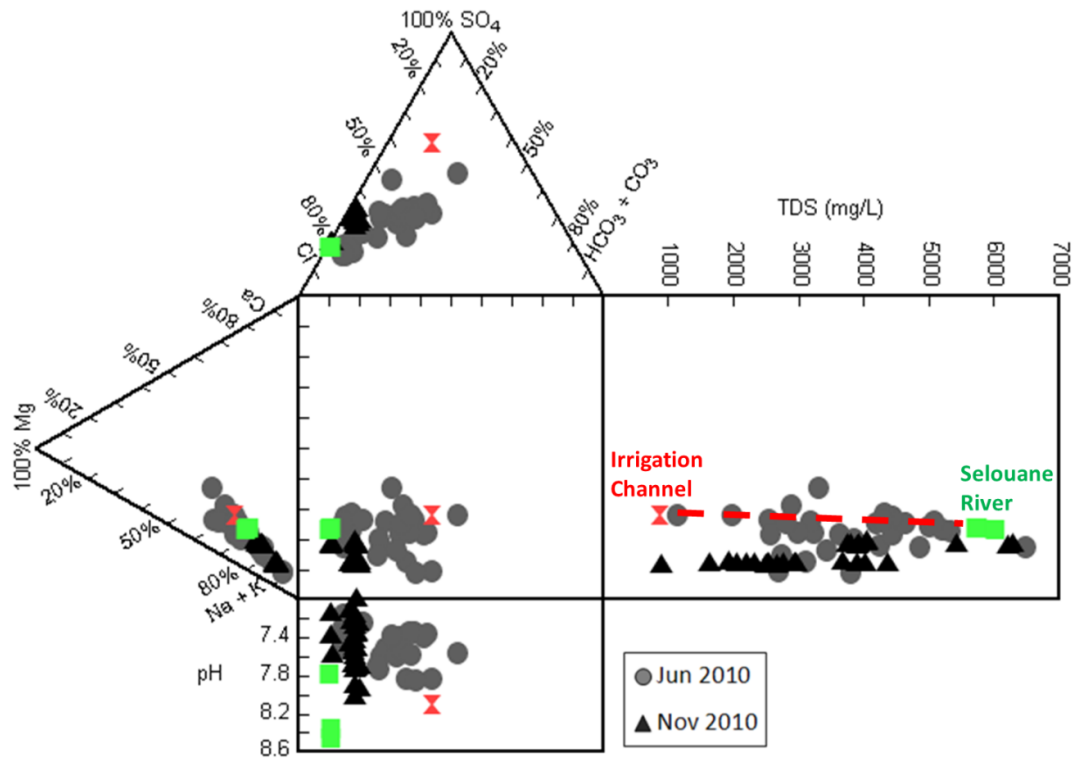 100% SO4
20%
20%
50%
50%
80%
80%
Cl
HCO3 + CO3
TDS (mg/L)
1000
2000
3000
4000
5000
6000
7000
Ca
80%
50%
20%
100% Mg
20%
50%
80%
Na + K
Irrigation
Channel
Selouane
River
7.4
7.8
8.2
8.6
pH
Jun 2010
Nov 2010